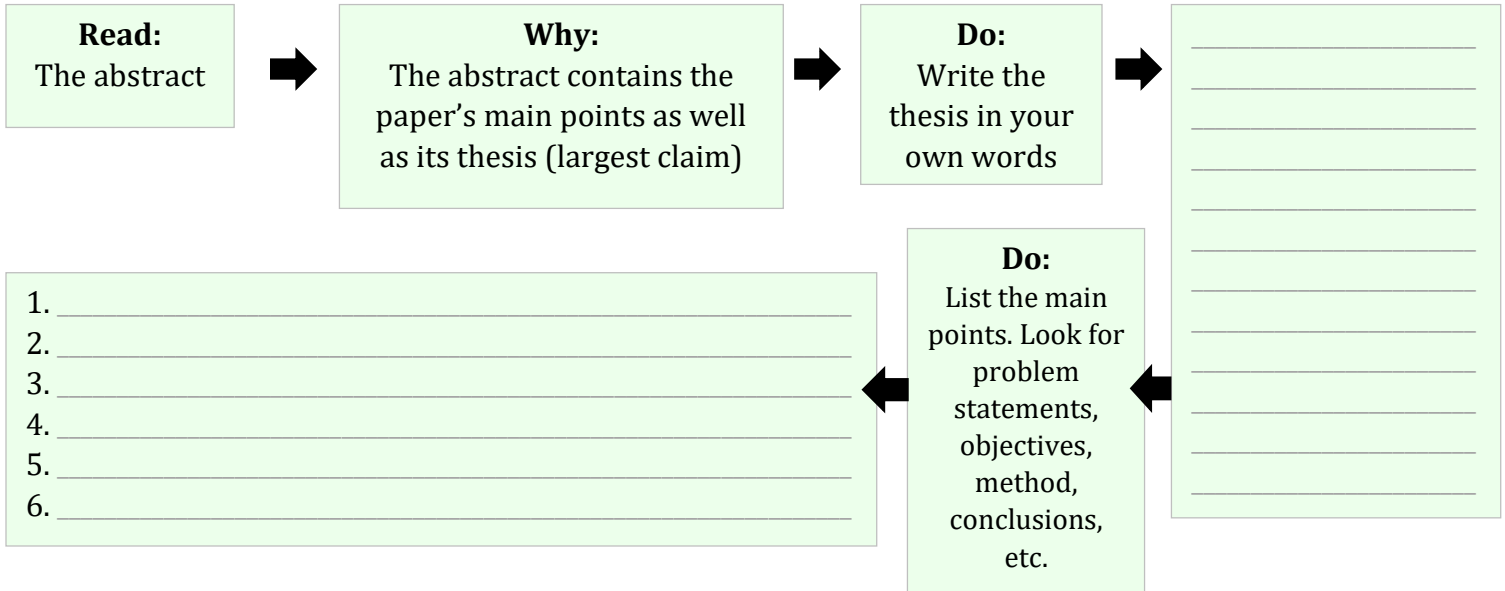 Read:
The abstract
Why:
The abstract contains the
paper's main points as well
as its thesis (largest claim)
Do:
Write the
thesis in your
own words
Do:
List the main
points. Look for
problem
statements,
objectives,
method,
conclusions,
etc.
1.
2.
3.
4.
5.
6.